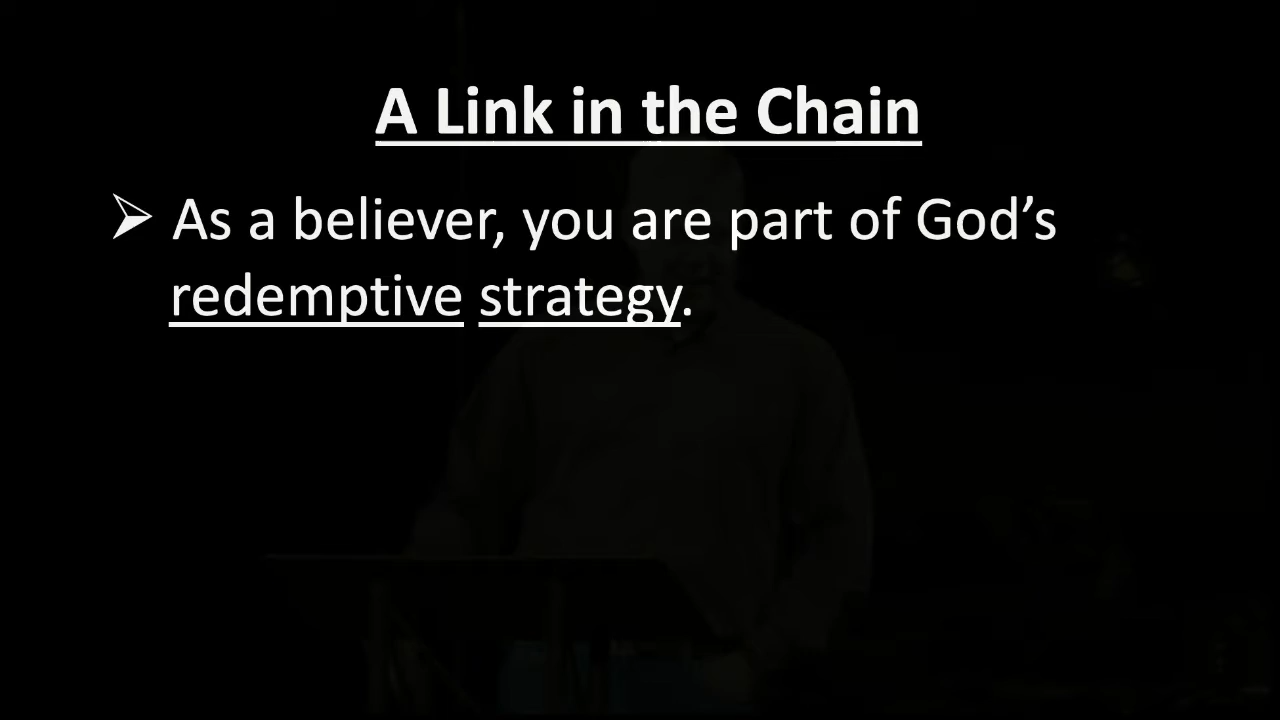 A Link in the Chain
➢ As a believer, you are part of God’s
redemptive strategy.